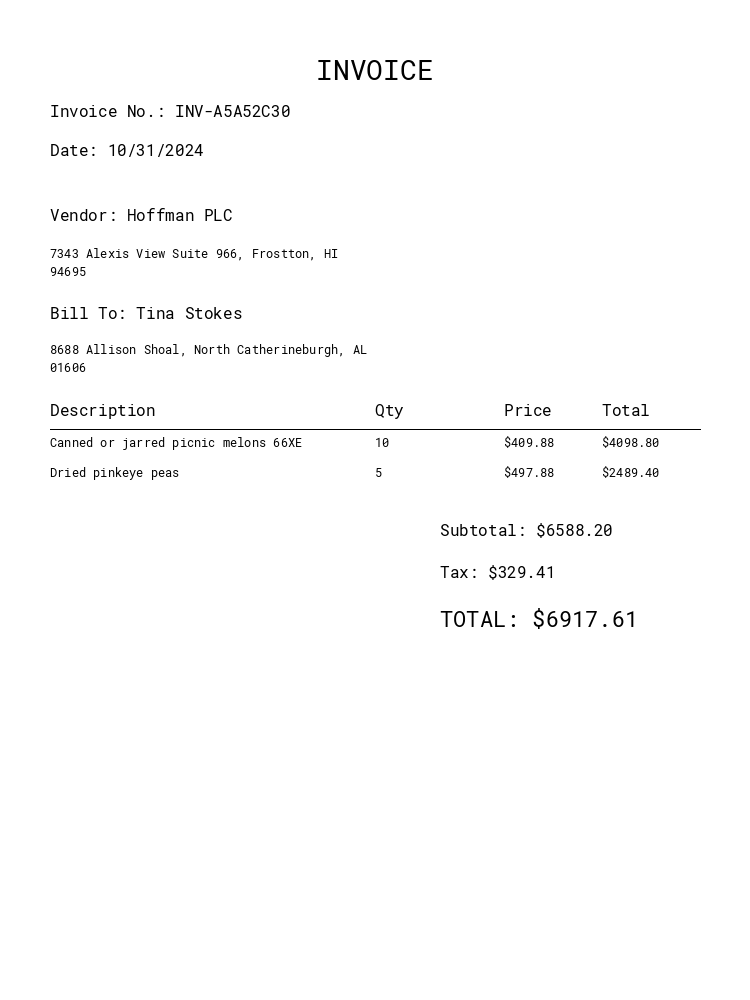 INVOICE
Invoice No.: INV-A5A52C30
Date: 10/31/2024
Vendor: Hoffman PLC
7343 Alexis View Suite 966, Frostton, HI
94695
Bill To: Tina Stokes
8688 Allison Shoal, North Catherineburgh, AL
01606
Description Qty Price Total
Canned or jarred picnic melons 66XE 10 $409.88 $4098.80
Dried pinkeye peas 5 $497.88 $2489.40
Subtotal: $6588.20
Tax: $329.41
TOTAL: $6917.61